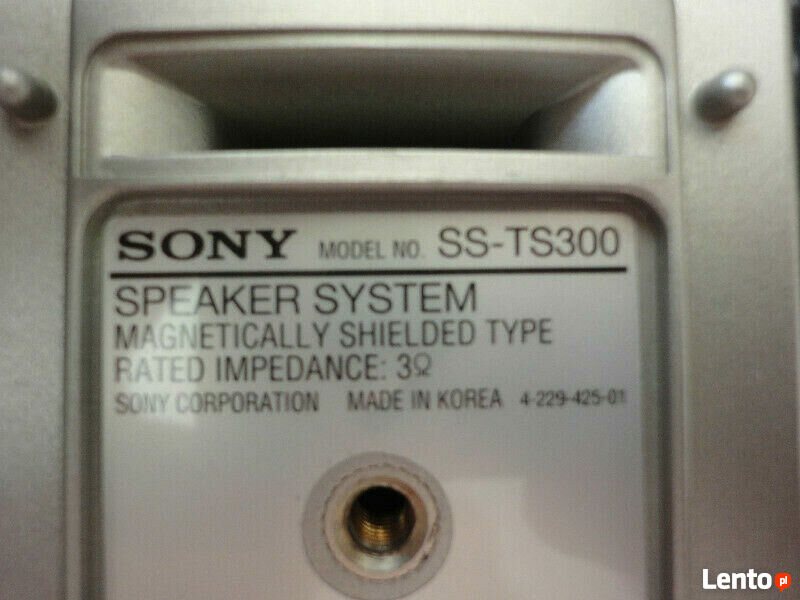 SONY MODEL NO. SS-TS300
SPEAKER SYSTEM
MAGNETICALLY SHIELDED TYPE
RATED IMPEDANCE: 3Ω
SONY CORPORATION MADE IN KOREA 4-229-425-01
Lento.pl